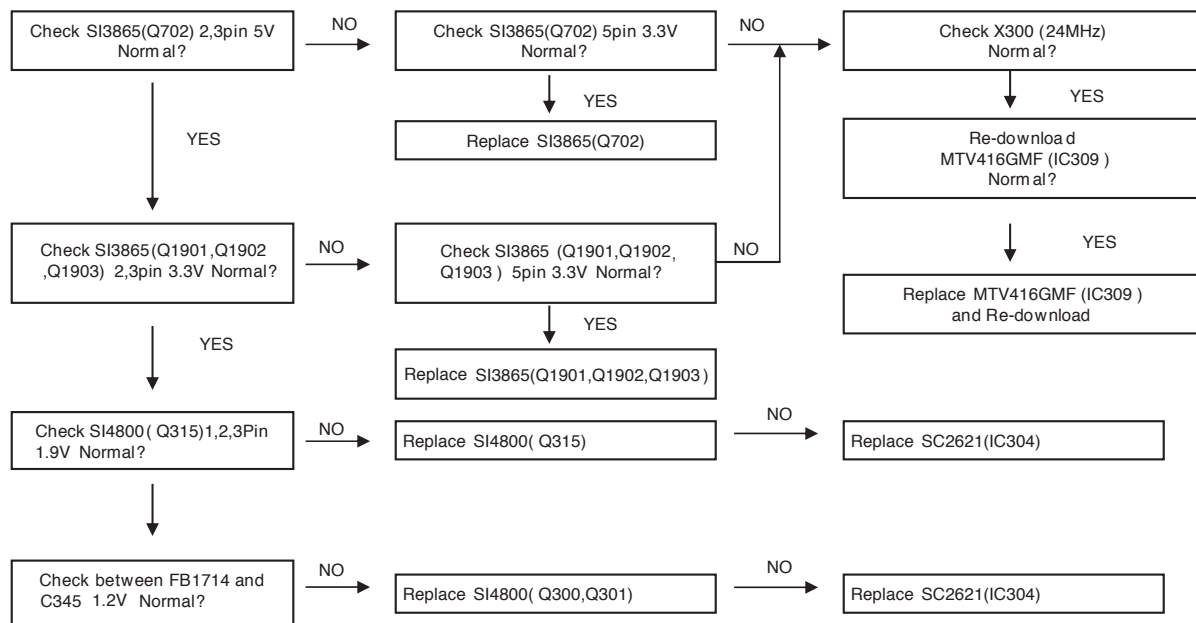 Check SI3865(Q702) 2,3pin 5V
Normal?
NO
Check SI3865(Q702) 5pin 3.3V
Normal?
NO
Check X300 (24MHz)
Normal?
YES
YES
YES
Replace SI3865(Q702)
Re-download
MTV416GMF (IC309 )
Normal?
Check SI3865(Q1901,Q1902
,Q1903) 2,3pin 3.3V Normal?
NO
Check SI3865 (Q1901,Q1902,
Q1903 ) 5pin 3.3V Normal?
NO
YES
Replace MTV416GMF (IC309 )
and Re-download
YES
YES
Replace SI3865(Q1901,Q1902,Q1903 )
Check SI4800 ( Q315)1,2,3Pin
1.9V Normal?
NO
Replace SI4800( Q315)
NO
Replace SC2621(IC304)
Check between FB1714 and
C345 1.2V Normal?
NO
Replace SI4800( Q300,Q301)
NO
Replace SC2621(IC304)